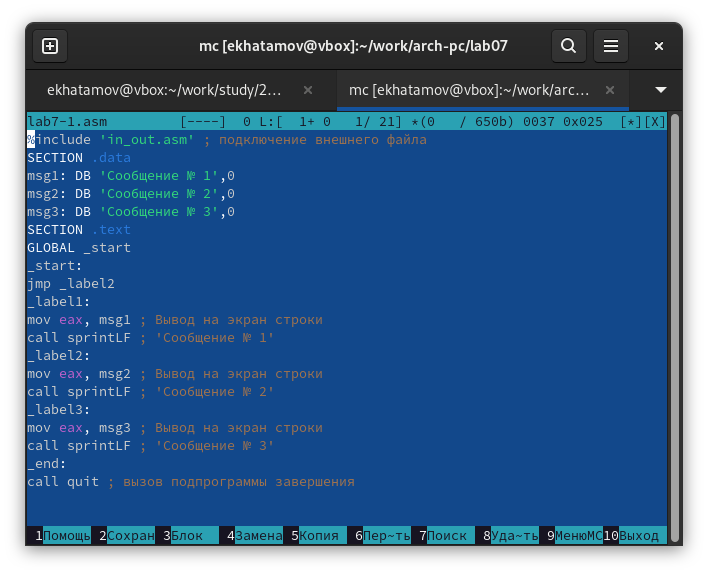 mc [ekhatamov@vbox]:~/work/arch-pc/lab07
ekhatamov@vbox:~/work/study/2... mc [ekhatamov@vbox]:~/work/arc...
lab7-1.asm [----] 0 L:[ 1+ 0 1/ 21] *(0 / 650b) 0037 0x025 [*][X]
%include 'in_out.asm' ; подключение внешнего файла
SECTION .data
msg1: DB 'Сообщение № 1',0
msg2: DB 'Сообщение № 2',0
msg3: DB 'Сообщение № 3',0
SECTION .text
GLOBAL _start
_start:
jmp _label2
_label1:
mov eax, msg1 ; Вывод на экран строки
call sprintLF ; 'Сообщение № 1'
_label2:
mov eax, msg2 ; Вывод на экран строки
call sprintLF ; 'Сообщение № 2'
_label3:
mov eax, msg3 ; Вывод на экран строки
call sprintLF ; 'Сообщение № 3'
_end:
call quit ; вызов подпрограммы завершения
1Помощь 2Сохран 3Блок 4Замена 5Копия 6Пер~ть 7Поиск 8Уда~ть 9МенюМС 10Выход